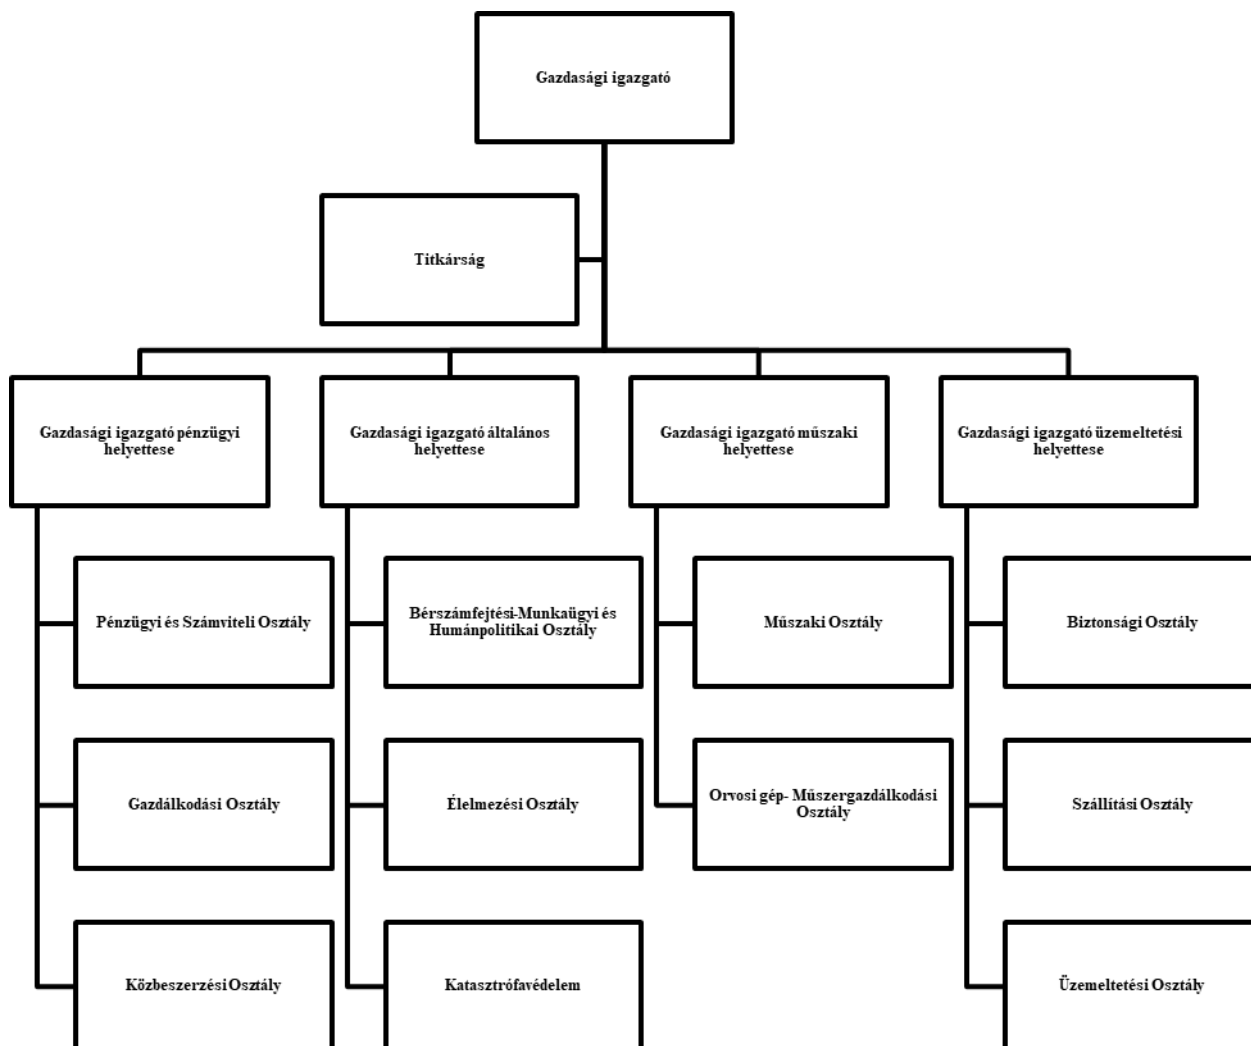 Gazdasági igazgató
Titkárság
Gazdasági igazgató pénzügyi
helyettese
Gazdasági igazgató általános
helyettese
Gazdasági igazgató műszaki
helyettese
Gazdasági igazgató üzemeltetési
helyettese
Pénzügyi és Számviteli Osztály
Bérszámfejtési-Munkaügyi és
Humánpolitikai Osztály
Műszaki Osztály
Biztonsági Osztály
Gazdálkodási Osztály
Élelmezési Osztály
Orvosi gép- Műszergazdálkodási
Osztály
Szállítási Osztály
Közbeszerzési Osztály
Katasztrófavédelem
Üzemeltetési Osztály